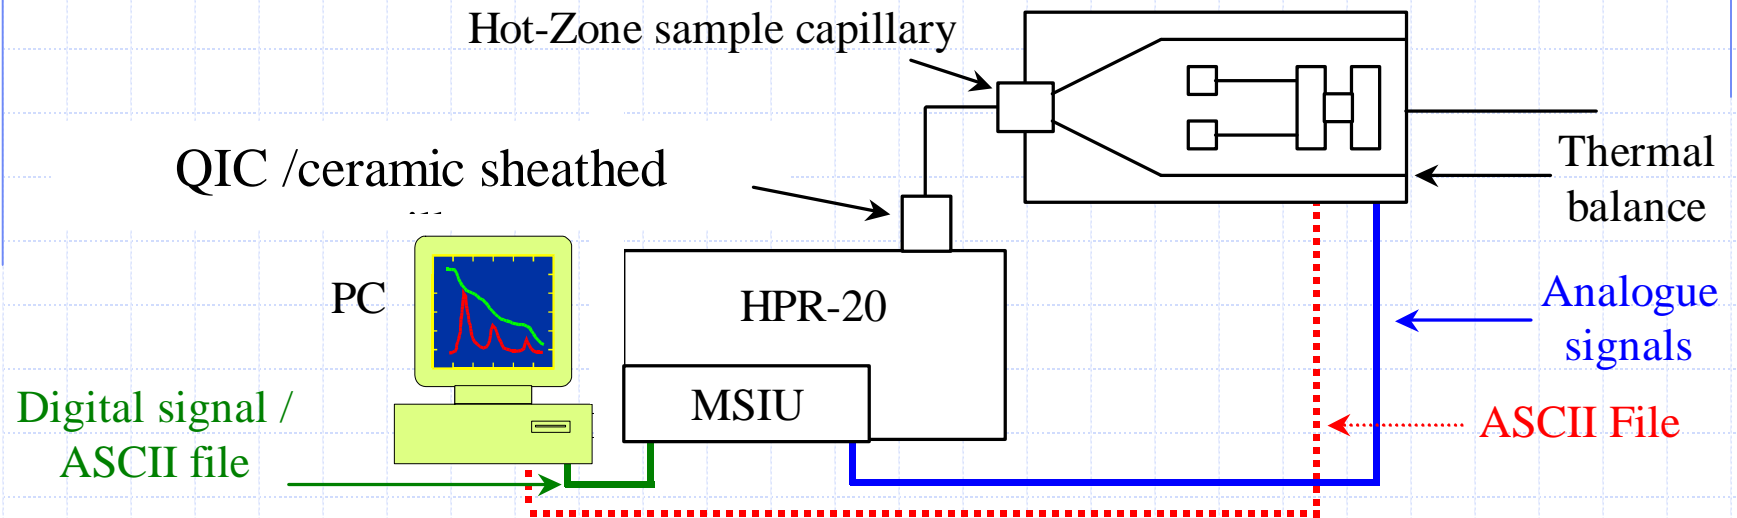 Hot-Zone sample capillary
QIC /ceramic sheathed
Thermal
balance
PC
HPR-20
Analogue
signals
MSIU
Digital signal /
ASCII file
ASCII File